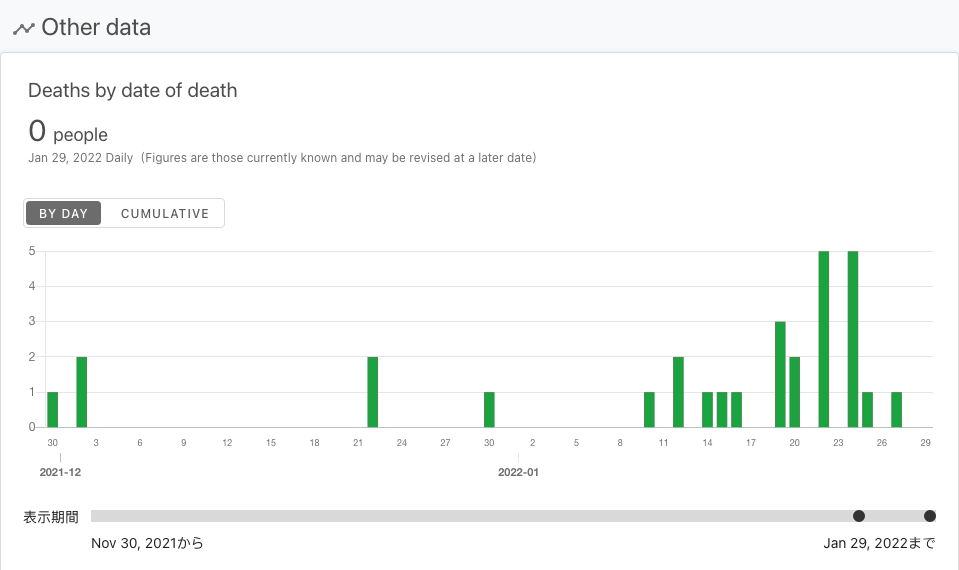 Other data
Deaths by date of death
0 people
Jan 29, 2022 Daily (Figures are those currently known and may be revised at a later date)
BY DAY CUMULATIVE
5
4
3
2
1
0
30 3 6 9 12 15 18 21 24 27 30 2 5 8 11 14 17 20 23 26 29
2021-12 2022-01
表示期間
Nov 30, 2021から Jan 29, 2022まで